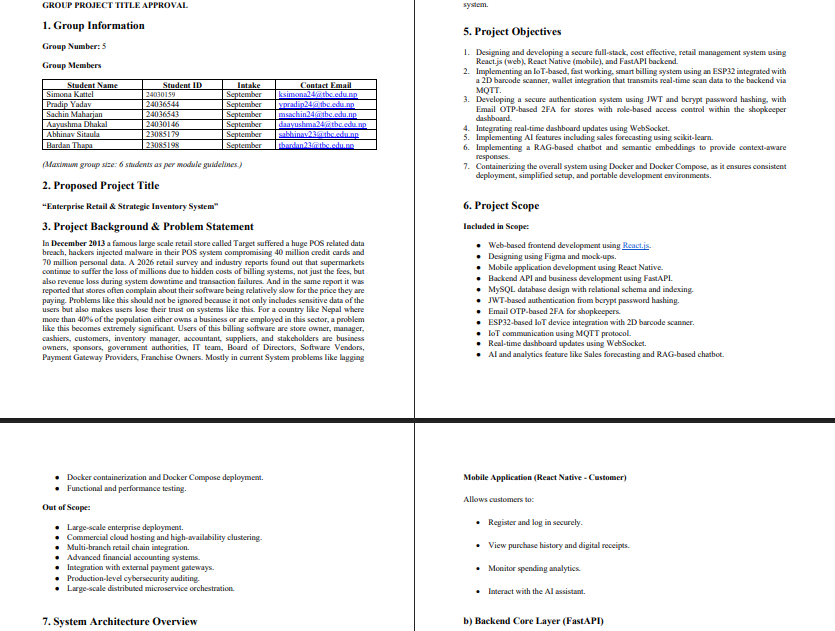 GROUP PROJECT TITLE APPROVAL
1. Group Information
Group Number: 5
Group Members
Student Name Student ID Intake Contact Email
Simona Kattel 24030159 September ksimona24@tbc.edu.np
Pradip Yadav 24036544 September ypradip24@tbc.edu.np
Sachin Maharjan 24036543 September msachin24@tbc.edu.np
Aayushma Dhakal 24030146 September daayushma24@tbc.edu.np
Abhinav Sitaula 23085179 September sabhinav23@tbc.edu.np
Bardan Thapa 23085198 September tbardan23@tbc.edu.np
(Maximum group size: 6 students as per module guidelines.)
2. Proposed Project Title
“Enterprise Retail & Strategic Inventory System”
3. Project Background & Problem Statement
In December 2013 a famous large scale retail store called Target suffered a huge POS related data
breach, hackers injected malware in their POS system compromising 40 million credit cards and
70 million personal data. A 2026 retail survey and industry reports found out that supermarkets
continue to suffer the loss of millions due to hidden costs of billing systems, not just the fees, but
also revenue loss during system downtime and transaction failures. And in the same report it was
reported that stores often complain about their software being relatively slow for the price they are
paying. Problems like this should not be ignored because it not only includes sensitive data of the
users but also makes users lose their trust on systems like this. For a country like Nepal where
more than 40% of the population either owns a business or are employed in this sector, a problem
like this becomes extremely significant. Users of this billing software are store owner, manager,
cashiers, customers, inventory manager, accountant, suppliers, and stakeholders are business
owners, sponsors, government authorities, IT team, Board of Directors, Software Vendors,
Payment Gateway Providers, Franchise Owners. Mostly in current System problems like lagging
system.
5. Project Objectives
1. Designing and developing a secure full-stack, cost effective, retail management system using
React.js (web), React Native (mobile), and FastAPI backend.
2. Implementing an IoT-based, fast working, smart billing system using an ESP32 integrated with
a 2D barcode scanner, wallet integration that transmits real-time scan data to the backend via
MQTT.
3. Developing a secure authentication system using JWT and bcrypt password hashing, with
Email OTP-based 2FA for stores with role-based access control within the shopkeeper
dashboard.
4. Integrating real-time dashboard updates using WebSocket.
5. Implementing AI features including sales forecasting using scikit-learn.
6. Implementing a RAG-based chatbot and semantic embeddings to provide context-aware
responses.
7. Containerizing the overall system using Docker and Docker Compose, as it ensures consistent
deployment, simplified setup, and portable development environments.
6. Project Scope
Included in Scope:
● Web-based frontend development using React.js.
● Designing using Figma and mock-ups.
● Mobile application development using React Native.
● Backend API and business development using FastAPI.
● MySQL database design with relational schema and indexing.
● JWT-based authentication from bcrypt password hashing.
● Email OTP-based 2FA for shopkeepers.
● ESP32-based IoT device integration with 2D barcode scanner.
● IoT communication using MQTT protocol.
● Real-time dashboard updates using WebSocket.
● AI and analytics feature like Sales forecasting and RAG-based chatbot.
● Docker containerization and Docker Compose deployment.
● Functional and performance testing.
Out of Scope:
● Large-scale enterprise deployment.
● Commercial cloud hosting and high-availability clustering.
● Multi-branch retail chain integration.
● Advanced financial accounting systems.
● Integration with external payment gateways.
● Production-level cybersecurity auditing.
● Large-scale distributed microservice orchestration.
7. System Architecture Overview
Mobile Application (React Native - Customer)
Allows customers to:
• Register and log in securely.
• View purchase history and digital receipts.
• Monitor spending analytics.
• Interact with the AI assistant.
b) Backend Core Layer (FastAPI)